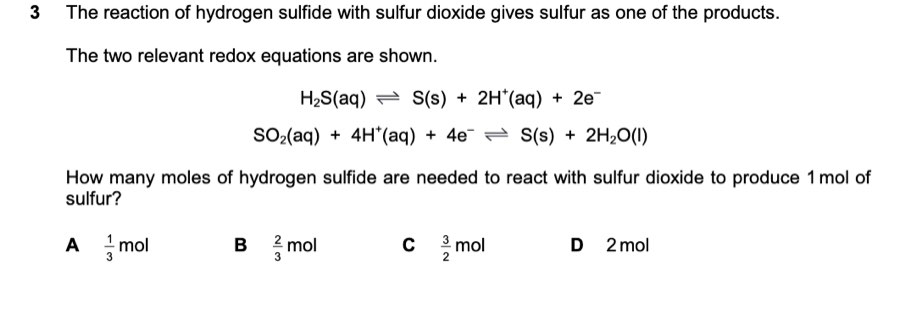 3 The reaction of hydrogen sulfide with sulfur dioxide gives sulfur as one of the products.
The two relevant redox equations are shown.
H₂S(aq) ⇌ S(s) + 2H⁺(aq) + 2e⁻
SO₂(aq) + 4H⁺(aq) + 4e⁻ ⇌ S(s) + 2H₂O(l)
How many moles of hydrogen sulfide are needed to react with sulfur dioxide to produce 1 mol of
sulfur?
A 1/3 mol B 2/3 mol C 3/2 mol D 2 mol